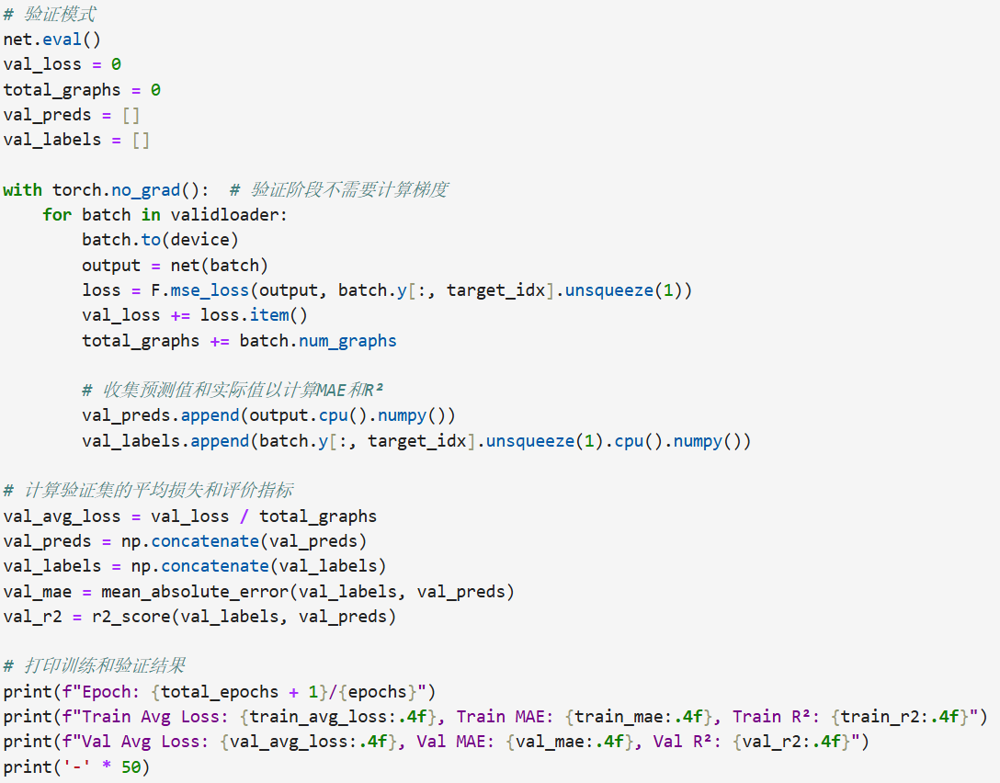 # 验证模式
net.eval()
val_loss = 0
total_graphs = 0
val_preds = []
val_labels = []

with torch.no_grad():  # 验证阶段不需要计算梯度
    for batch in validloader:
        batch.to(device)
        output = net(batch)
        loss = F.mse_loss(output, batch.y[:, target_idx].unsqueeze(1))
        val_loss += loss.item()
        total_graphs += batch.num_graphs

        # 收集预测值和实际值以计算MAE和R²
        val_preds.append(output.cpu().numpy())
        val_labels.append(batch.y[:, target_idx].unsqueeze(1).cpu().numpy())

# 计算验证集的平均损失和评价指标
val_avg_loss = val_loss / total_graphs
val_preds = np.concatenate(val_preds)
val_labels = np.concatenate(val_labels)
val_mae = mean_absolute_error(val_labels, val_preds)
val_r2 = r2_score(val_labels, val_preds)

# 打印训练和验证结果
print(f"Epoch: {total_epochs + 1}/{epochs}")
print(f"Train Avg Loss: {train_avg_loss:.4f}, Train MAE: {train_mae:.4f}, Train R²: {train_r2:.4f}")
print(f"Val Avg Loss: {val_avg_loss:.4f}, Val MAE: {val_mae:.4f}, Val R²: {val_r2:.4f}")
print('-' * 50)